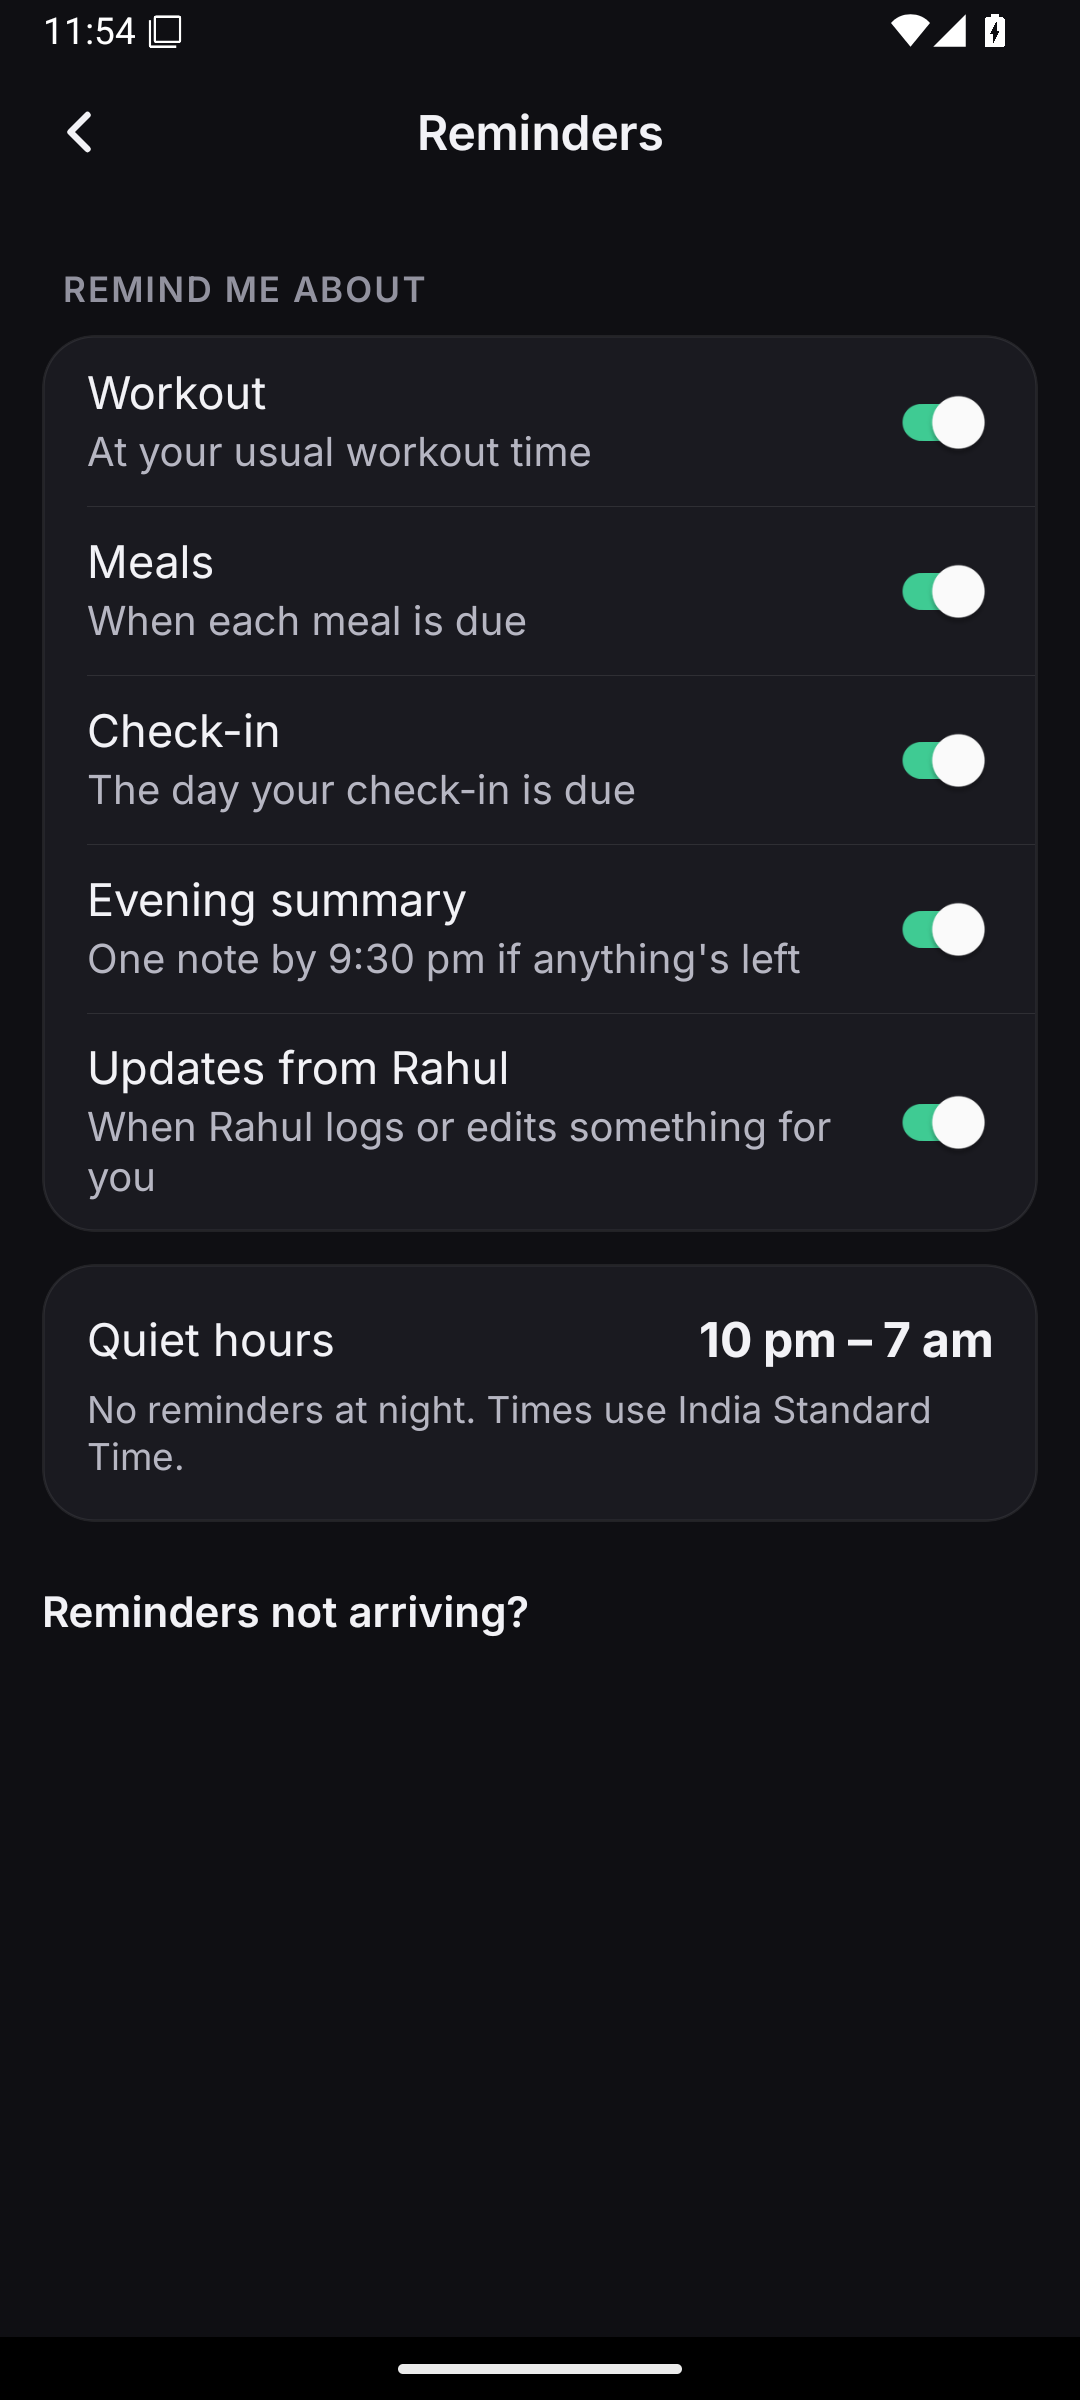 11:54
Reminders
REMIND ME ABOUT
Workout
At your usual workout time
Meals
When each meal is due
Check-in
The day your check-in is due
Evening summary
One note by 9:30 pm if anything's left
Updates from Rahul
When Rahul logs or edits something for
you
Quiet hours
10 pm – 7 am
No reminders at night. Times use India Standard
Time.
Reminders not arriving?